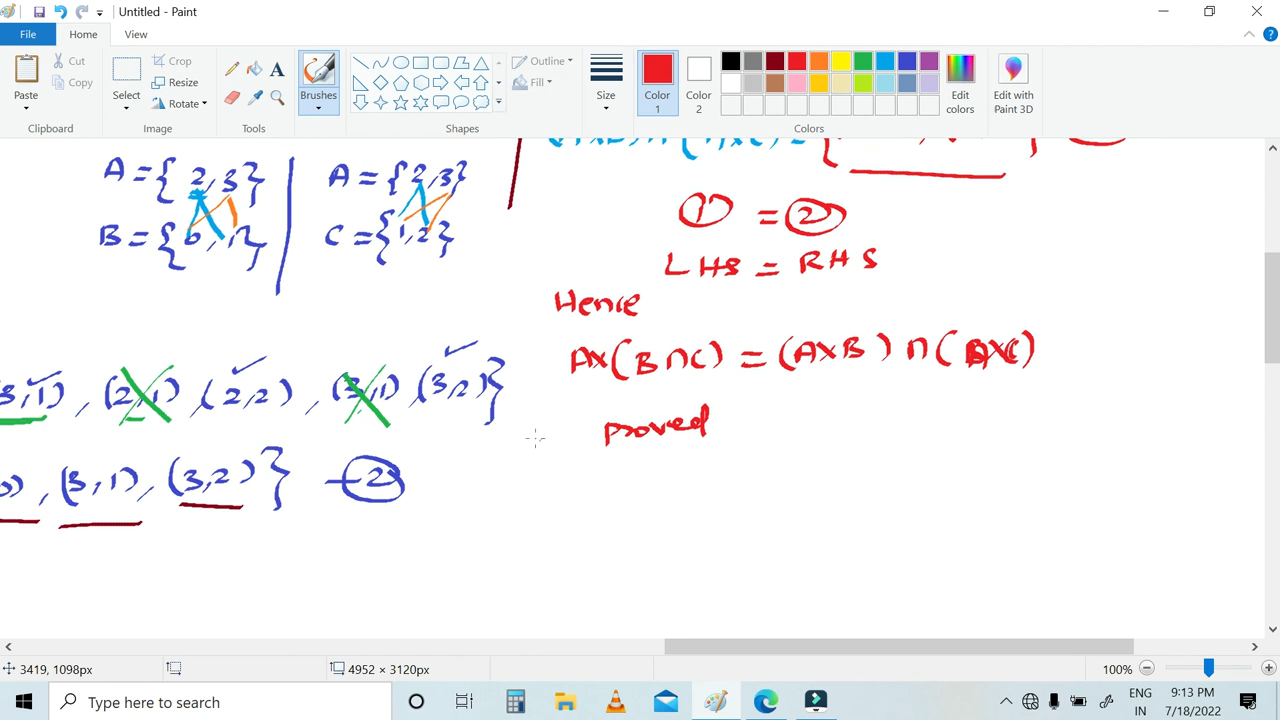 Untitled - Paint
File Home View
Paste
Cut
Copy
Clipboard
Select
Crop
Resize
Rotate
Image
Tools
Brushes
Shapes
Outline
Fill
Size
Color 1
Color 2
Edit colors
Edit with Paint 3D
Colors
A = {2,3}
B = {0,1}
A = {2,3}
C = {1,2}
① = ②
LHS = RHS
Hence
A×(B∩C) = (A×B)∩(A×C)
proved
3,1), (2,1), (2,2), (3,1) (3,2)}
), (3,1), (3,2)} — ②
3419, 1098px
4952 × 3120px
100%
Type here to search
ENG
IN
9:13 PM
7/18/2022